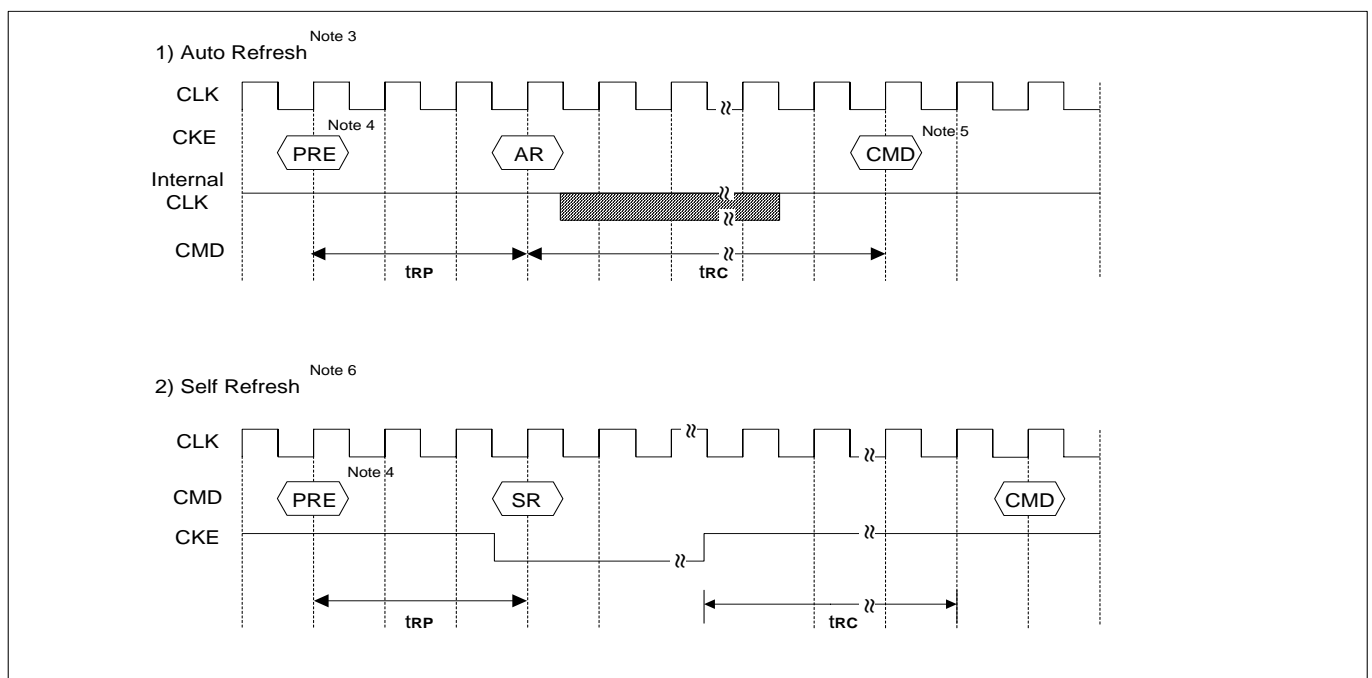 1) Auto Refresh Note 3
CLK
CKE
Note 4
Note 5
PRE
AR
CMD
Internal
CLK
CMD
tRP
tRC
2) Self Refresh Note 6
CLK
Note 4
CMD
PRE
SR
CMD
CKE
tRP
tRC